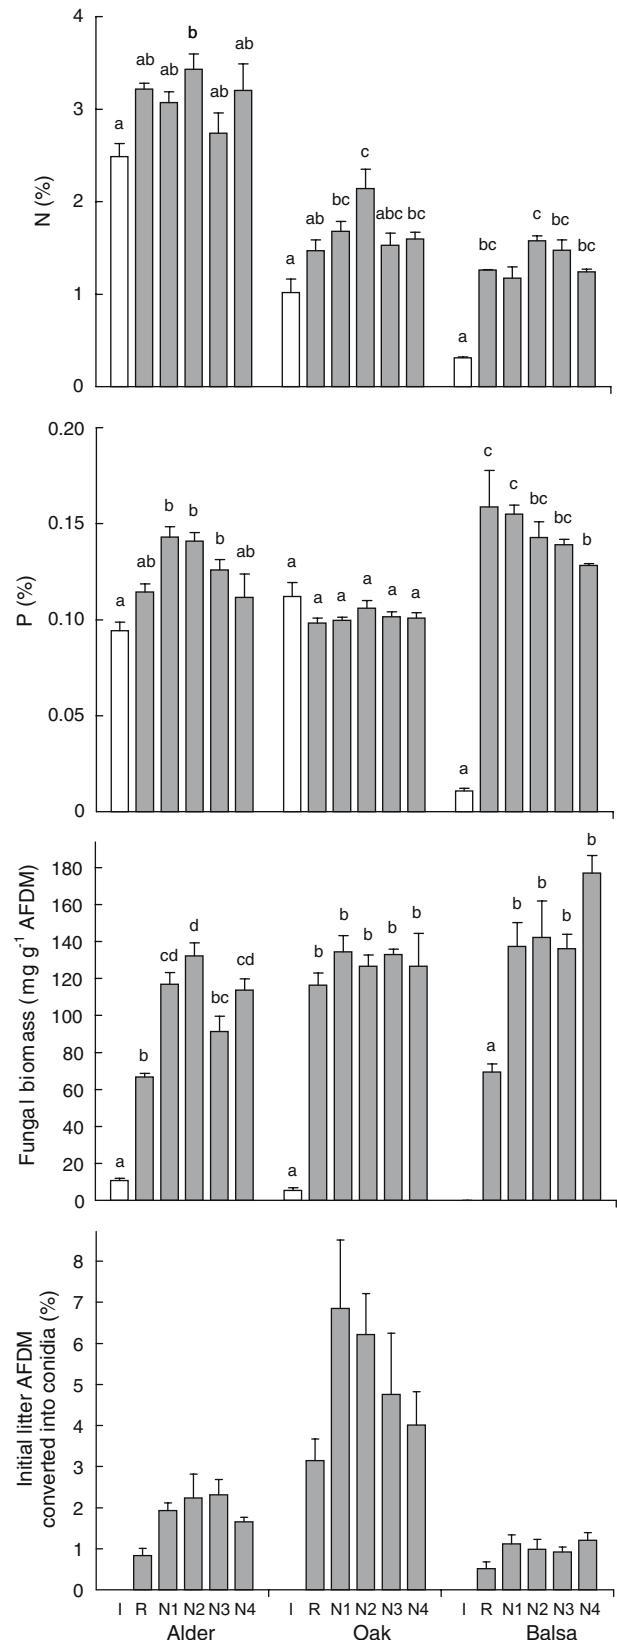 4
3
2
1
0
N (%)
a ab ab b ab ab
a ab bc c abc bc
a bc c bc bc
0.20
0.15
0.10
0.05
0
P (%)
a ab b b b ab
a a a a a a
a c c bc bc b
180
160
140
120
100
80
60
40
20
0
Fungal biomass (mg g-1 AFDM)
a b cd d bc cd
a b b b b b
a b b b b
8
7
6
5
4
3
2
1
0
Initial litter AFDM
converted into conidia (%)
I R N1 N2 N3 N4 I R N1 N2 N3 N4 I R N1 N2 N3 N4
Alder Oak Balsa